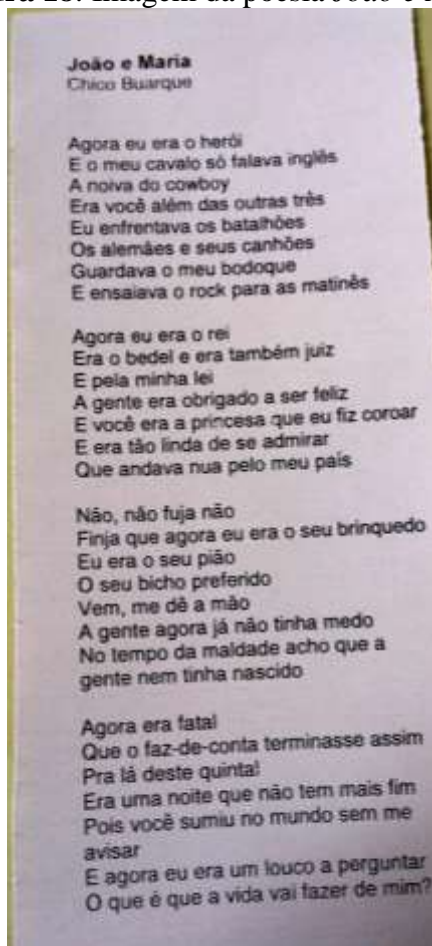 Imagem da poesia João e
João e Maria
Chico Buarque
Agora eu era o herói
E o meu cavalo só falava inglês
A noiva do cowboy
Era você além das outras três
Eu enfrentava os batalhões
Os alemães e seus canhões
Guardava o meu bodoque
E ensaiava o rock para as matinês
Agora eu era o rei
Era o bedel e era também juiz
E pela minha lei
A gente era obrigado a ser feliz
E você era a princesa que eu fiz coroar
E era tão linda de se admirar
Que andava nua pelo meu país
Não, não fuja não
Finja que agora eu era o seu brinquedo
Eu era o seu pião
O seu bicho preferido
Vem, me dê a mão
A gente agora já não tinha medo
No tempo da maldade acho que a
gente nem tinha nascido
Agora era fatal
Que o faz-de-conta terminasse assim
Pra lá deste quintal
Era uma noite que não tem mais fim
Pois você sumiu no mundo sem me
avisar
E agora eu era um louco a perguntar
O que é que a vida vai fazer de mim?